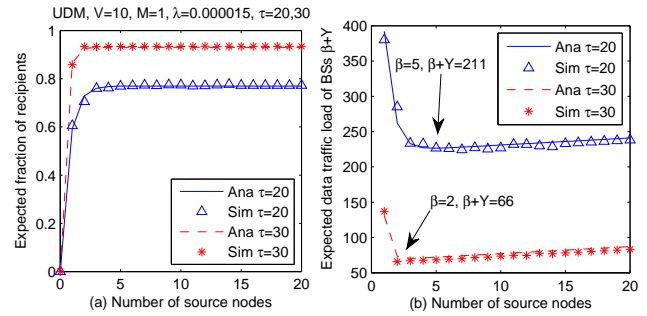 UDM, V=10, M=1, λ=0.000015, τ=20,30
Expected fraction of recipients
1
0.8
0.6
0.4
0.2
0
0 5 10 15 20
Ana τ=20
Sim τ=20
Ana τ=30
Sim τ=30
(a) Number of source nodes
Expected data traffic load of BSs β+Y
400
350
300
250
200
150
100
50
0 5 10 15 20
β=5, β+Y=211
Ana τ=20
Sim τ=20
Ana τ=30
Sim τ=30
β=2, β+Y=66
(b) Number of source nodes